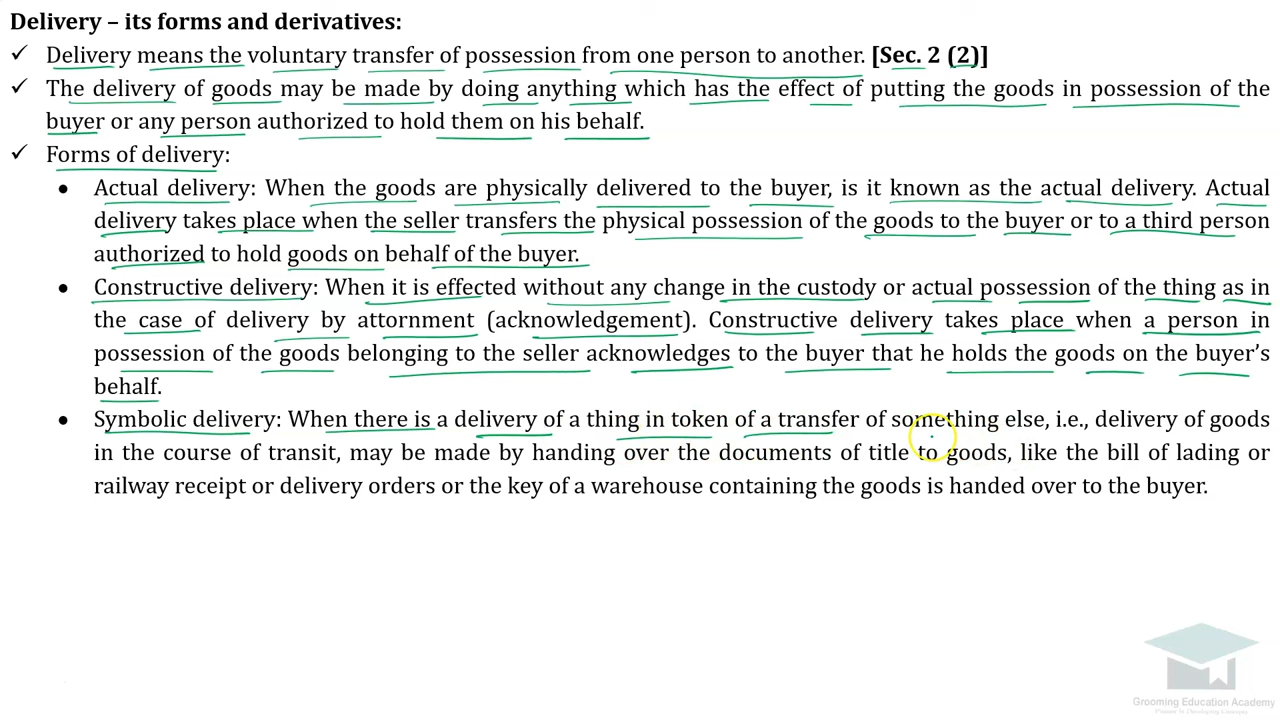 Delivery – its forms and derivatives:
✓ Delivery means the voluntary transfer of possession from one person to another. [Sec. 2 (2)]
✓ The delivery of goods may be made by doing anything which has the effect of putting the goods in possession of the
buyer or any person authorized to hold them on his behalf.
✓ Forms of delivery:
• Actual delivery: When the goods are physically delivered to the buyer, is it known as the actual delivery. Actual
delivery takes place when the seller transfers the physical possession of the goods to the buyer or to a third person
authorized to hold goods on behalf of the buyer.
• Constructive delivery: When it is effected without any change in the custody or actual possession of the thing as in
the case of delivery by attornment (acknowledgement). Constructive delivery takes place when a person in
possession of the goods belonging to the seller acknowledges to the buyer that he holds the goods on the buyer’s
behalf.
• Symbolic delivery: When there is a delivery of a thing in token of a transfer of something else, i.e., delivery of goods
in the course of transit, may be made by handing over the documents of title to goods, like the bill of lading or
railway receipt or delivery orders or the key of a warehouse containing the goods is handed over to the buyer.
Grooming Education Academy